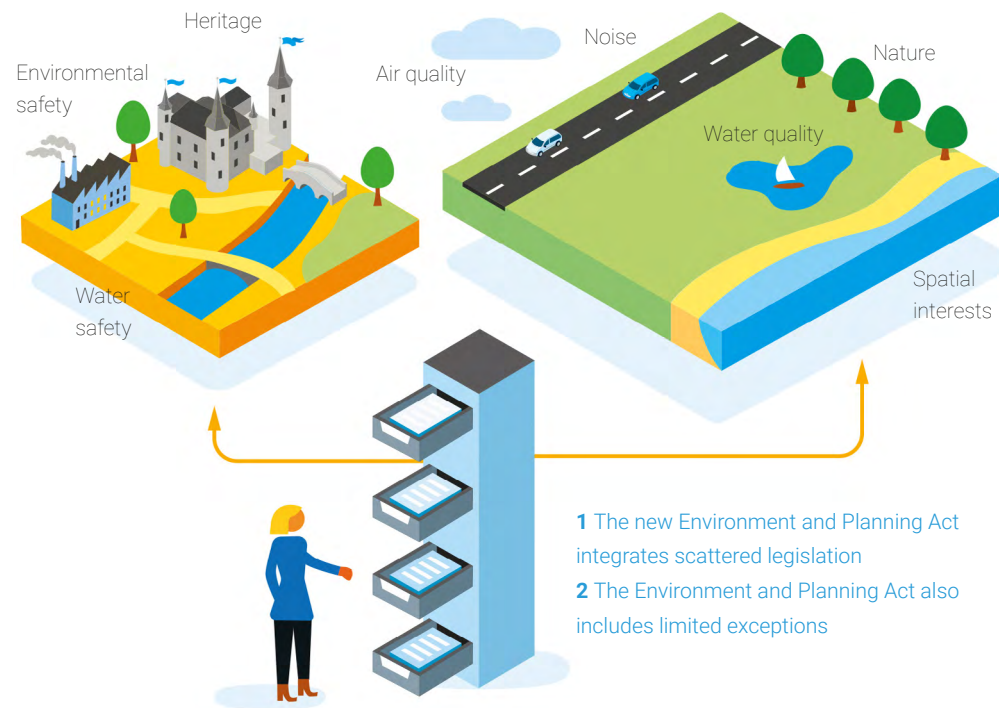 Heritage
Environmental
safety
Air quality
Noise
Nature
Water quality
Water
safety
Spatial
interests
1 The new Environment and Planning Act
integrates scattered legislation
2 The Environment and Planning Act also
includes limited exceptions